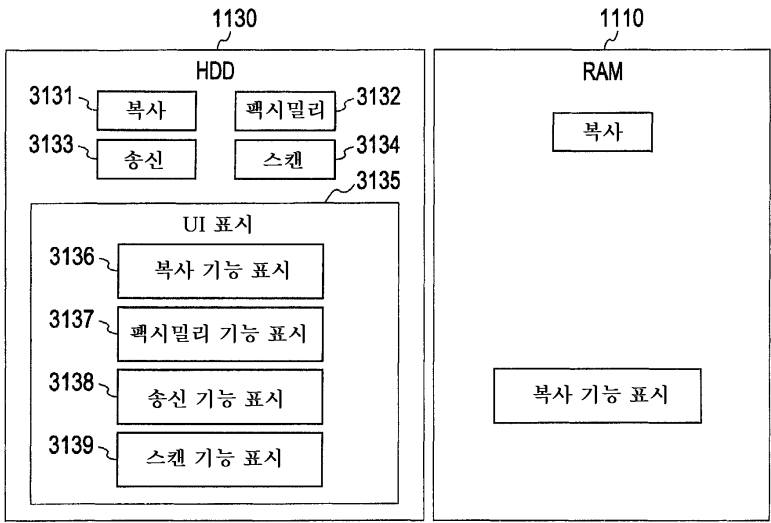 1130
1110
HDD
RAM
3131
복사
팩시밀리
3132
3133
송신
스캔
3134
복사
3135
UI 표시
3136
복사 기능 표시
3137
팩시밀리 기능 표시
3138
송신 기능 표시
복사 기능 표시
3139
스캔 기능 표시